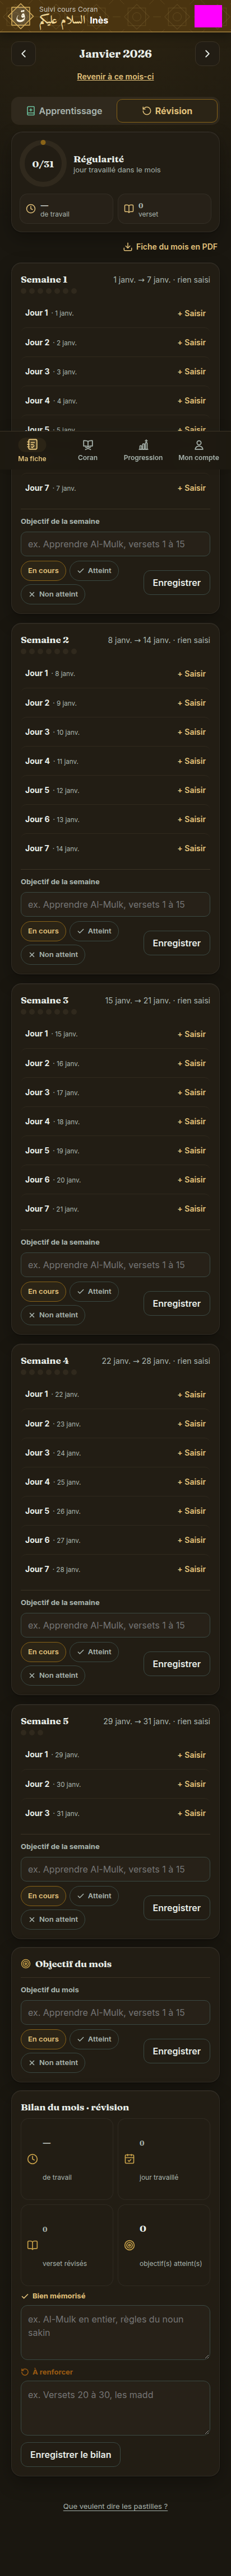 Suivi cours Coran
السلام عليكم Inès
Janvier 2026
Revenir à ce mois-ci
Apprentissage
Révision
0/31
Régularité
jour travaillé dans le mois
—
de travail
0
verset
Fiche du mois en PDF
Semaine 1
1 janv. → 7 janv. · rien saisi
Jour 1 · 1 janv.
+ Saisir
Jour 2 · 2 janv.
+ Saisir
Jour 3 · 3 janv.
+ Saisir
Jour 4 · 4 janv.
+ Saisir
Jour 5 · 5 janv.
+ Saisir
Ma fiche
Coran
Progression
Mon compte
Jour 7 · 7 janv.
+ Saisir
Objectif de la semaine
ex. Apprendre Al-Mulk, versets 1 à 15
En cours
Atteint
Non atteint
Enregistrer
Semaine 2
8 janv. → 14 janv. · rien saisi
Jour 1 · 8 janv.
+ Saisir
Jour 2 · 9 janv.
+ Saisir
Jour 3 · 10 janv.
+ Saisir
Jour 4 · 11 janv.
+ Saisir
Jour 5 · 12 janv.
+ Saisir
Jour 6 · 13 janv.
+ Saisir
Jour 7 · 14 janv.
+ Saisir
Objectif de la semaine
ex. Apprendre Al-Mulk, versets 1 à 15
En cours
Atteint
Non atteint
Enregistrer
Semaine 3
15 janv. → 21 janv. · rien saisi
Jour 1 · 15 janv.
+ Saisir
Jour 2 · 16 janv.
+ Saisir
Jour 3 · 17 janv.
+ Saisir
Jour 4 · 18 janv.
+ Saisir
Jour 5 · 19 janv.
+ Saisir
Jour 6 · 20 janv.
+ Saisir
Jour 7 · 21 janv.
+ Saisir
Objectif de la semaine
ex. Apprendre Al-Mulk, versets 1 à 15
En cours
Atteint
Non atteint
Enregistrer
Semaine 4
22 janv. → 28 janv. · rien saisi
Jour 1 · 22 janv.
+ Saisir
Jour 2 · 23 janv.
+ Saisir
Jour 3 · 24 janv.
+ Saisir
Jour 4 · 25 janv.
+ Saisir
Jour 5 · 26 janv.
+ Saisir
Jour 6 · 27 janv.
+ Saisir
Jour 7 · 28 janv.
+ Saisir
Objectif de la semaine
ex. Apprendre Al-Mulk, versets 1 à 15
En cours
Atteint
Non atteint
Enregistrer
Semaine 5
29 janv. → 31 janv. · rien saisi
Jour 1 · 29 janv.
+ Saisir
Jour 2 · 30 janv.
+ Saisir
Jour 3 · 31 janv.
+ Saisir
Objectif de la semaine
ex. Apprendre Al-Mulk, versets 1 à 15
En cours
Atteint
Non atteint
Enregistrer
Objectif du mois
Objectif du mois
ex. Apprendre Al-Mulk, versets 1 à 15
En cours
Atteint
Non atteint
Enregistrer
Bilan du mois · révision
—
de travail
0
jour travaillé
0
verset révisés
0
objectif(s) atteint(s)
Bien mémorisé
ex. Al-Mulk en entier, règles du noun
sakin
À renforcer
ex. Versets 20 à 30, les madd
Enregistrer le bilan
Que veulent dire les pastilles ?